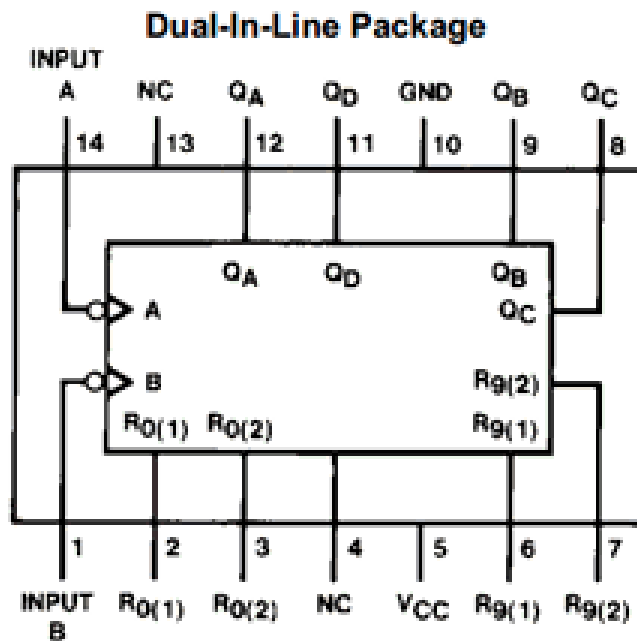 Dual-In-Line Package
INPUT
A NC QA QD GND QB QC
14 13 12 11 10 9 8
QA QD QB
A QC
B R9(2)
R0(1) R0(2) R9(1)
1 2 3 4 5 6 7
INPUT R0(1) R0(2) NC VCC R9(1) R9(2)
B